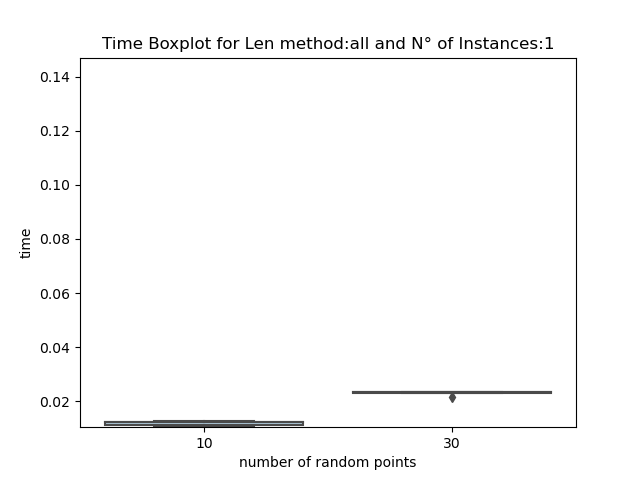 Time Boxplot for Len method:all and N° of Instances:1
0.14
0.12
0.10
0.08
0.06
0.04
0.02
time
10 30
number of random points